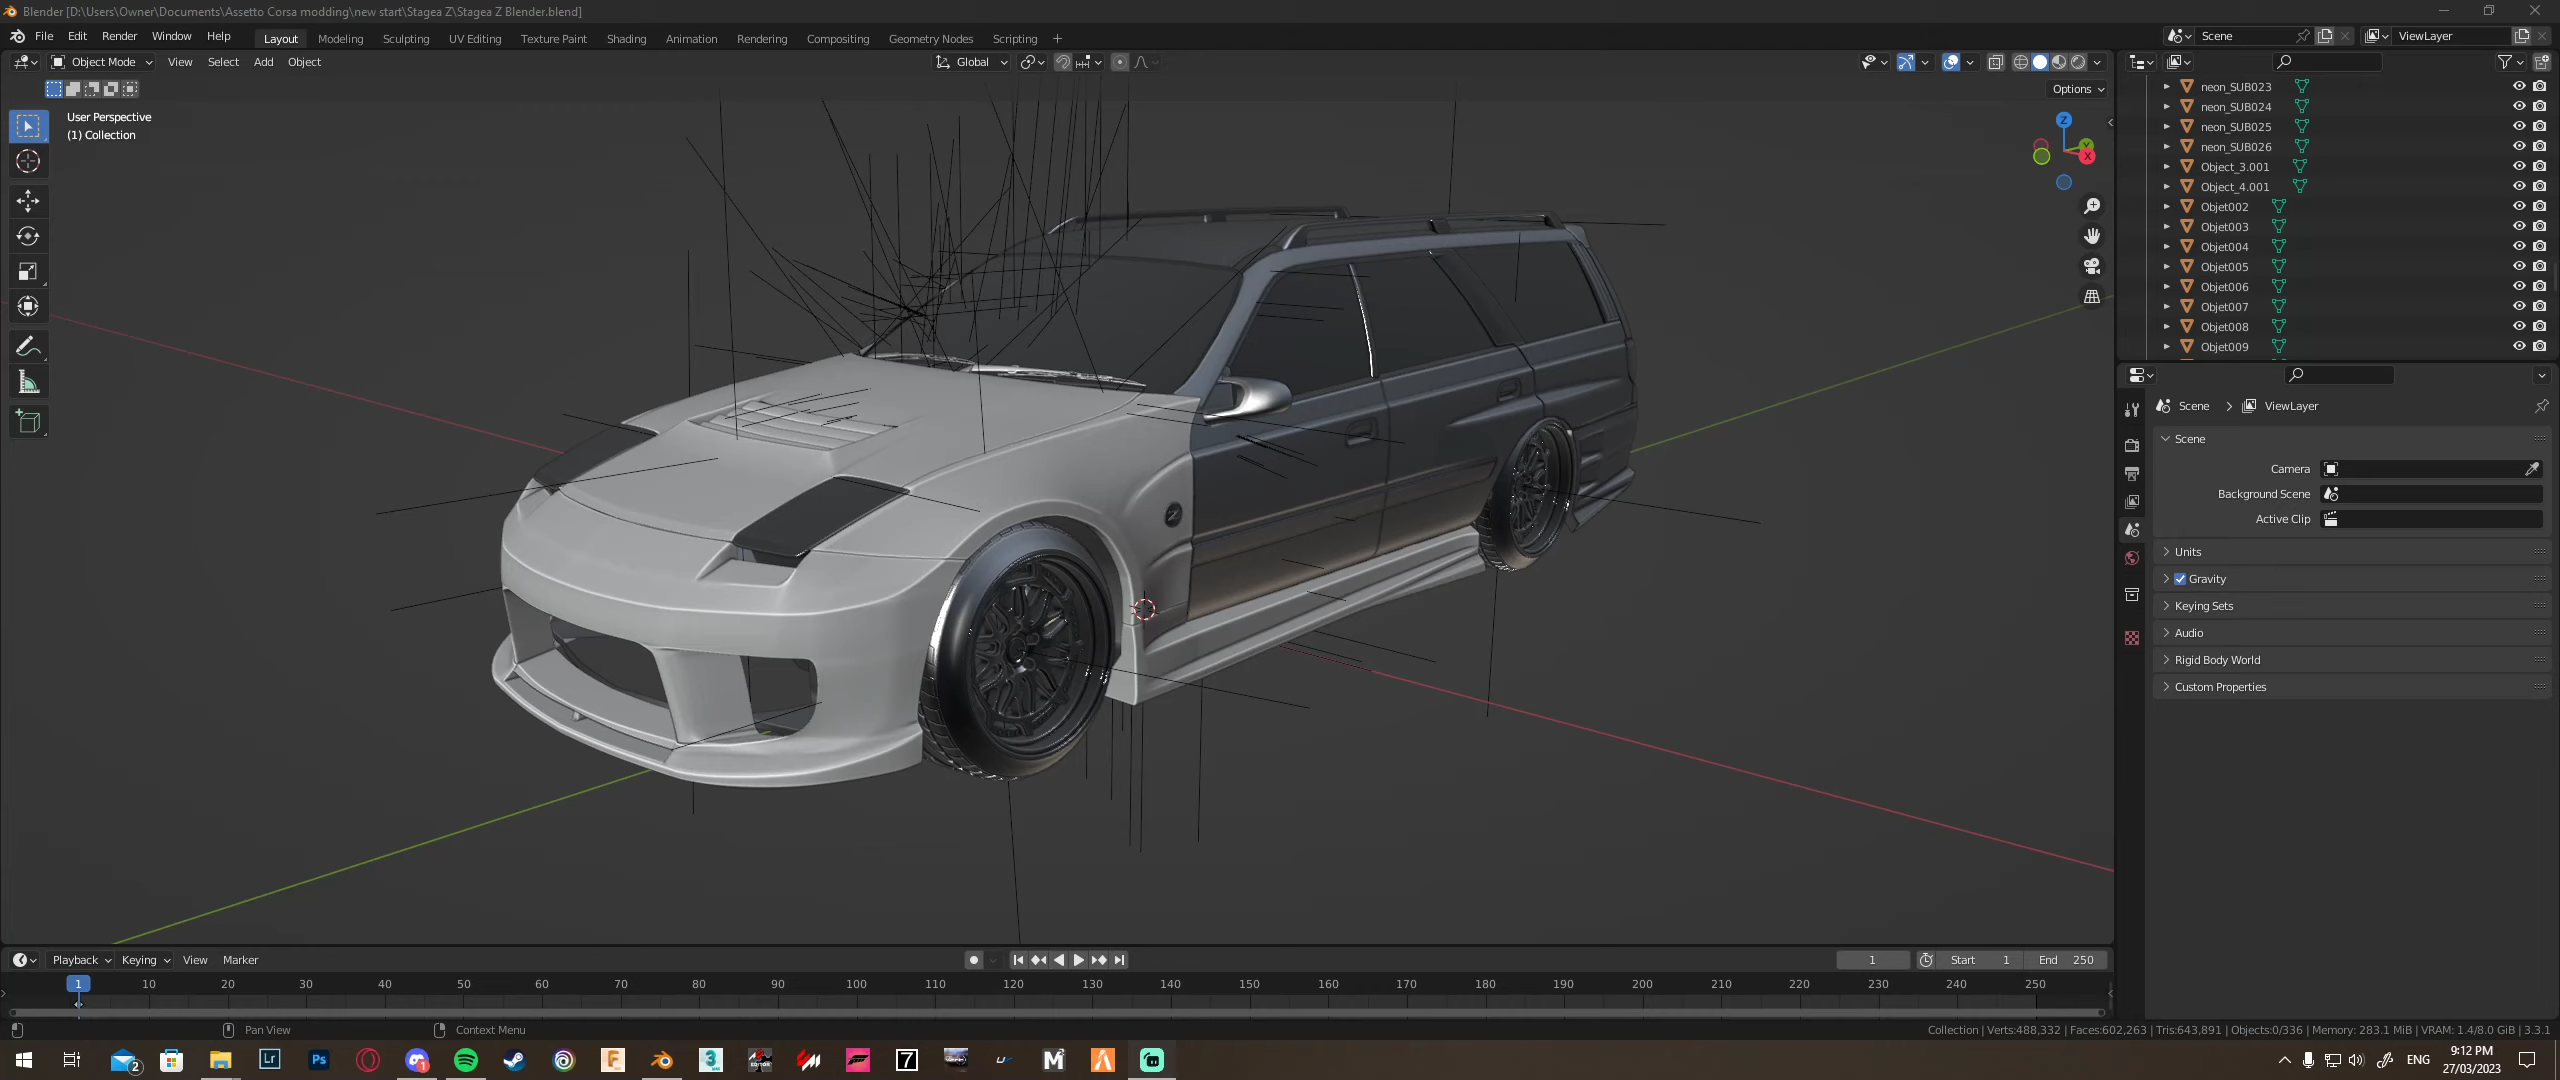 Blender [D:\Users\Owner\Documents\Assetto Corsa modding\new start\Stagea Z\Stagea Z Blender.blend]
File Edit Render Window Help Layout Modeling Sculpting UV Editing Texture Paint Shading Animation Rendering Compositing Geometry Nodes Scripting + Scene ViewLayer
Object Mode View Select Add Object Global
Options
User Perspective
(1) Collection
Z
Y
X
neon_SUB023
neon_SUB024
neon_SUB025
neon_SUB026
Object_3.001
Object_4.001
Objet002
Objet003
Objet004
Objet005
Objet006
Objet007
Objet008
Objet009
Scene > ViewLayer
Scene
Camera
Background Scene
Active Clip
Units
Gravity
Keying Sets
Audio
Rigid Body World
Custom Properties
Z
Playback Keying View Marker 1 Start 1 End 250
1 10 20 30 40 50 60 70 80 90 100 110 120 130 140 150 160 170 180 190 200 210 220 230 240 250
Pan View Context Menu Collection | Verts:488,332 | Faces:602,263 | Tris:643,891 | Objects:0/336 | Memory: 283.1 MiB | VRAM: 1.4/8.0 GiB | 3.3.1
2 Lr Ps 1 F 3 7 M ENG 9:12 PM
27/03/2023